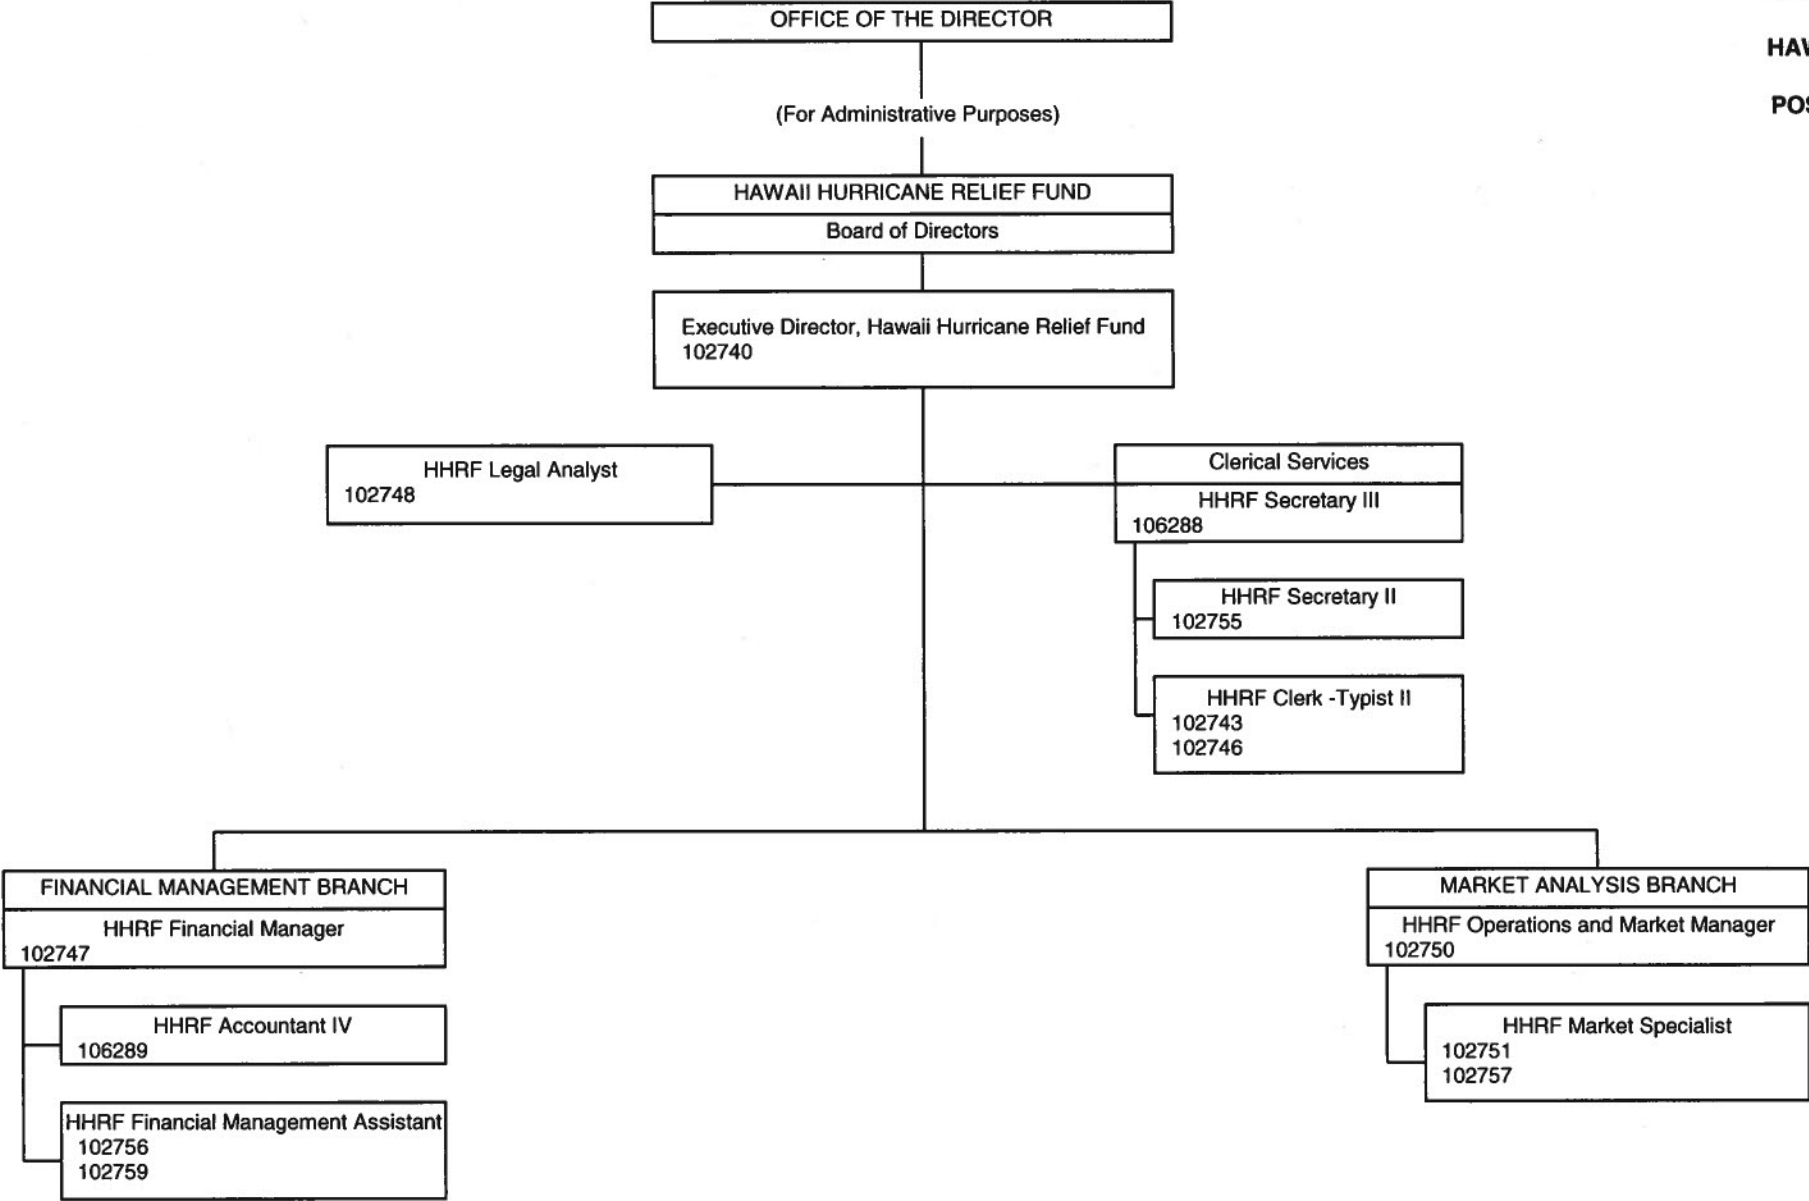 OFFICE OF THE DIRECTOR
(For Administrative Purposes)
HAWAII HURRICANE RELIEF FUND
Board of Directors
Executive Director, Hawaii Hurricane Relief Fund
102740
HHRF Legal Analyst
102748
Clerical Services
HHRF Secretary III
106288
HHRF Secretary II
102755
HHRF Clerk -Typist II
102743
102746
FINANCIAL MANAGEMENT BRANCH
HHRF Financial Manager
102747
HHRF Accountant IV
106289
HHRF Financial Management Assistant
102756
102759
MARKET ANALYSIS BRANCH
HHRF Operations and Market Manager
102750
HHRF Market Specialist
102751
102757